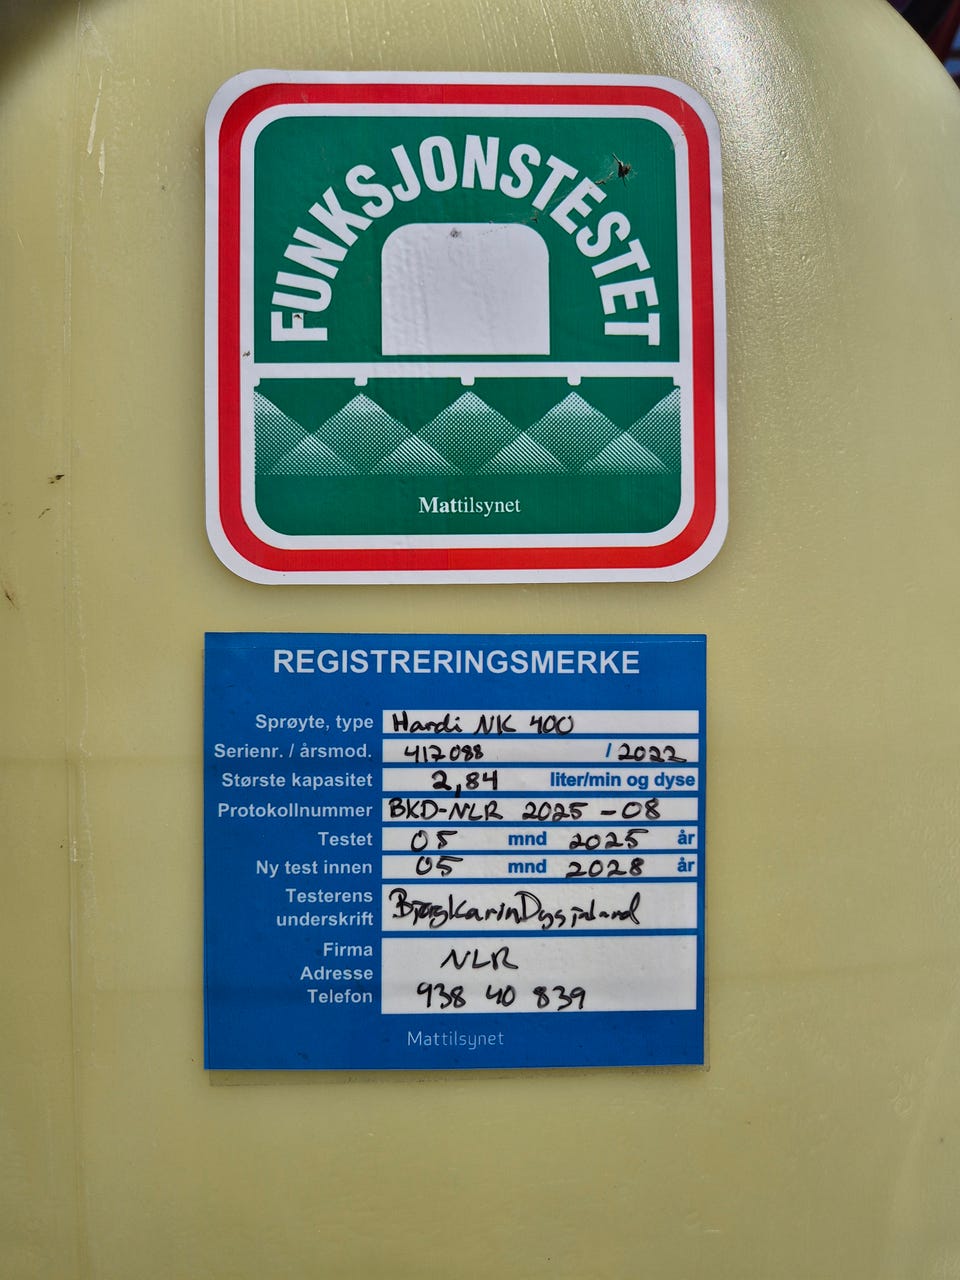 FUNKSJONSTESTET
Mattilsynet
REGISTRERINGSMERKE
Sprøyte, type Hardi NK 400
Serienr. / årsmod. 417088 / 2022
Største kapasitet 2,84 liter/min og dyse
Protokollnummer BKD-NLR 2025-08
Testet 05 mnd 2025 år
Ny test innen 05 mnd 2028 år
Testerens
underskrift Bjørg Karin
Firma NLR
Adresse
Telefon 938 40 839
Mattilsynet